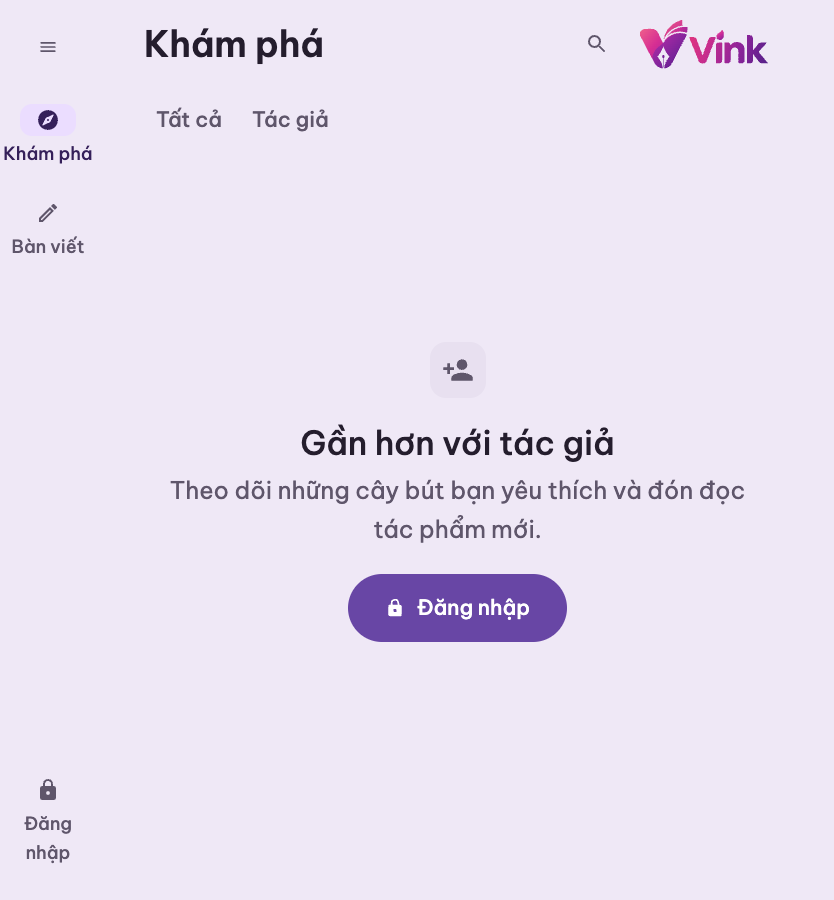 Khám phá
Vink
Khám phá
Bàn viết
Tất cả
Tác giả
Gần hơn với tác giả
Theo dõi những cây bút bạn yêu thích và đón đọc
tác phẩm mới.
Đăng nhập
Đăng
nhập